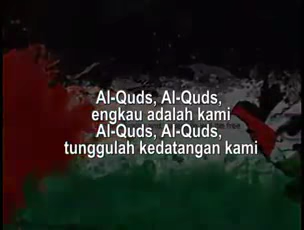 Al-Quds, Al-Quds,
engkau adalah kami
Al-Quds, Al-Quds,
tunggulah kedatangan kami